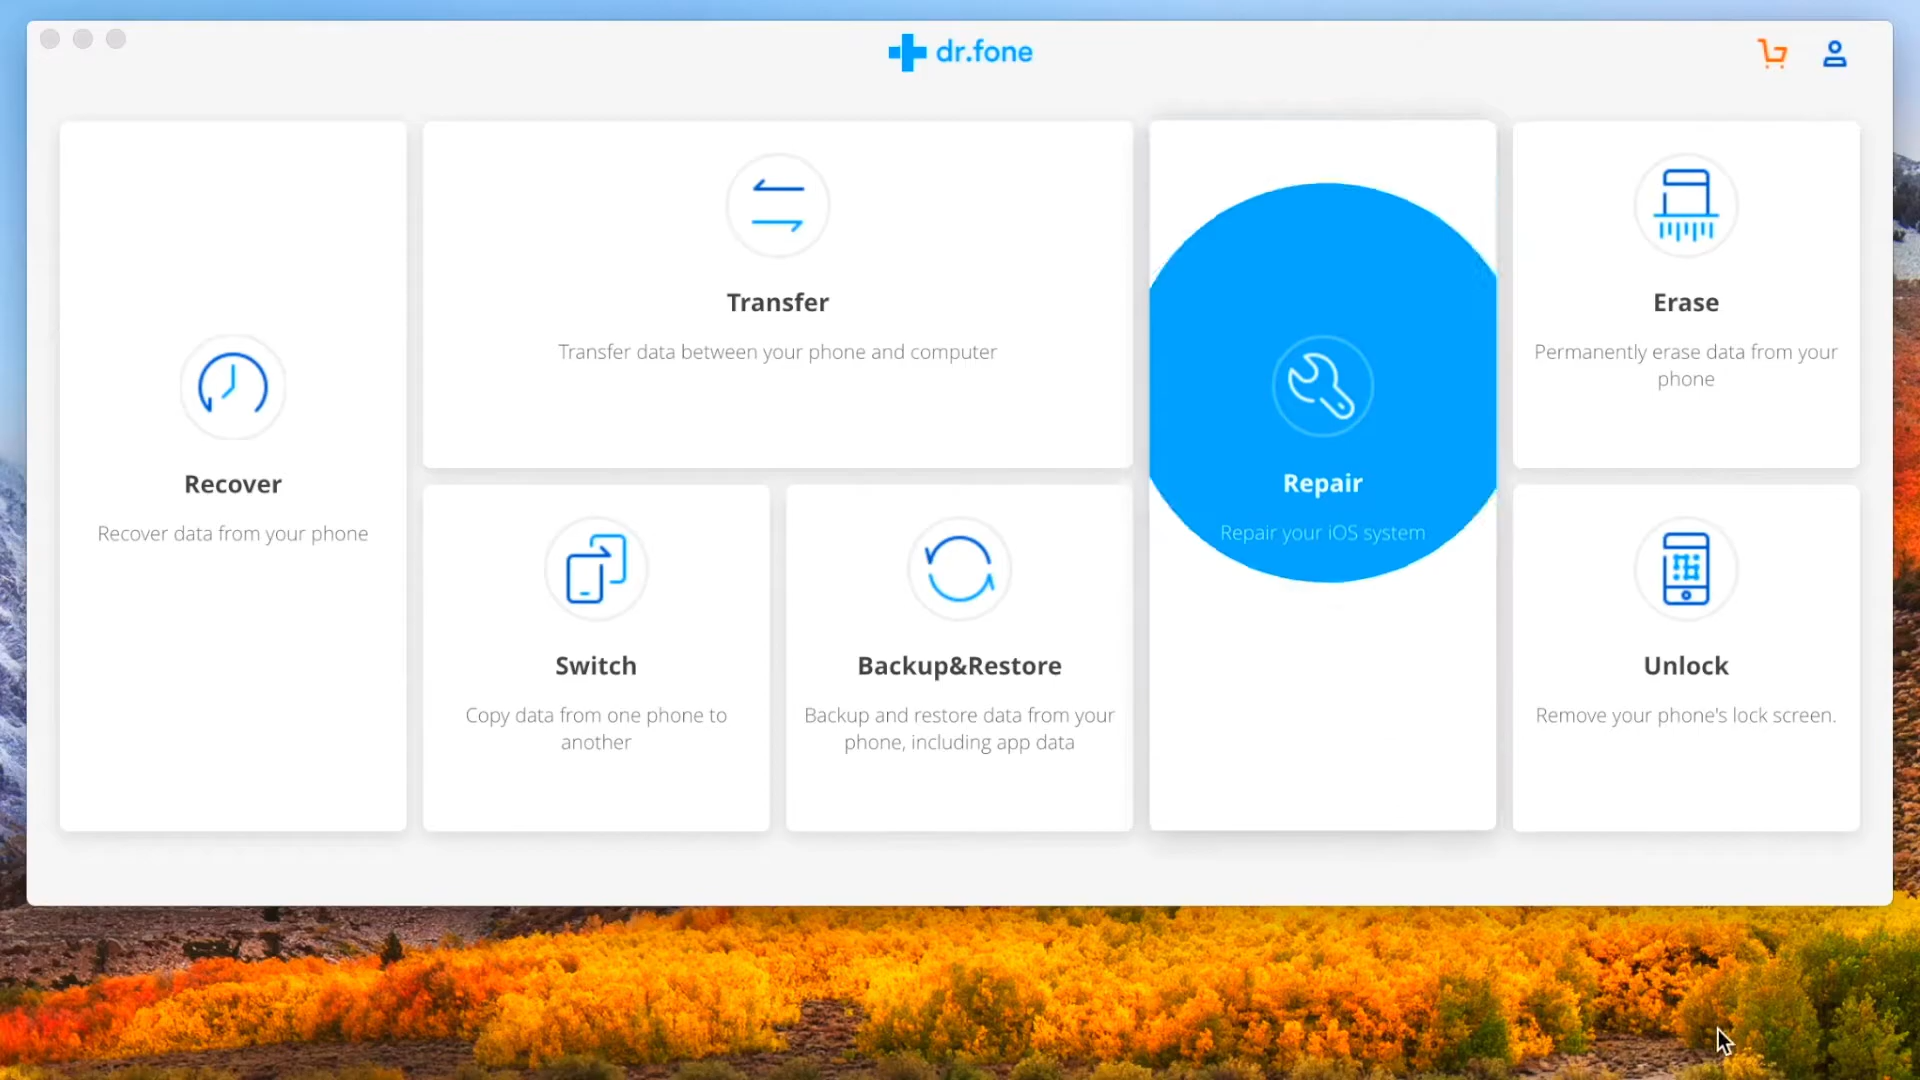 dr.fone
Recover
Recover data from your phone
Transfer
Transfer data between your phone and computer
Switch
Copy data from one phone to
another
Backup&Restore
Backup and restore data from your
phone, including app data
Repair
Repair your iOS system
Erase
Permanently erase data from your
phone
Unlock
Remove your phone's lock screen.